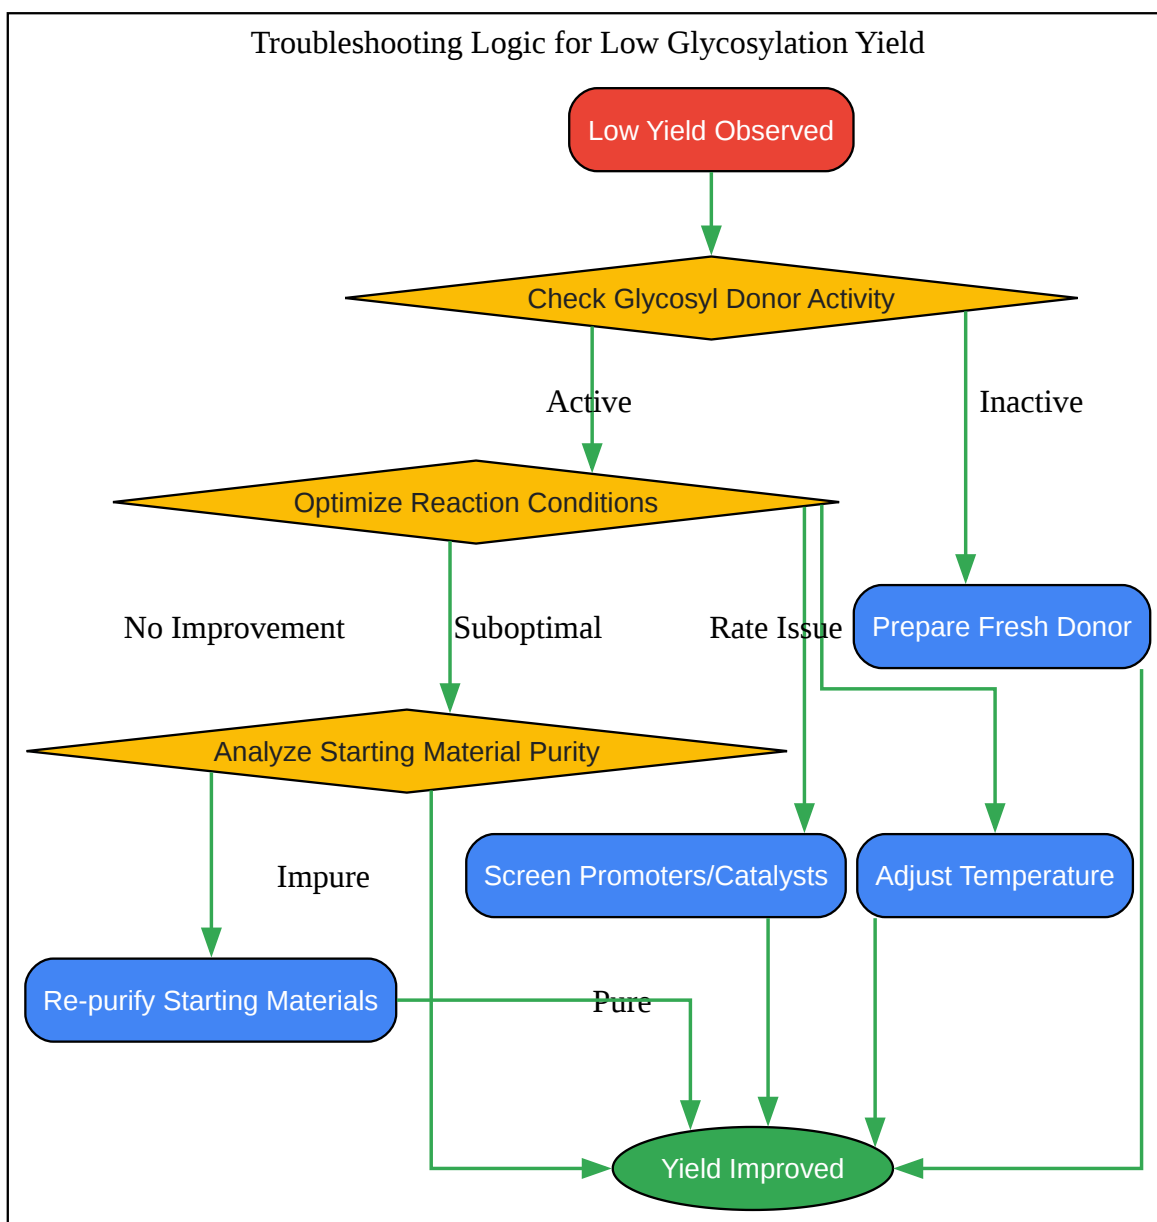 Troubleshooting Logic for Low Glycosylation Yield
Low Yield Observed
Check Glycosyl Donor Activity
Active
Inactive
Optimize Reaction Conditions
No Improvement
Suboptimal
Rate Issue
Prepare Fresh Donor
Analyze Starting Material Purity
Impure
Screen Promoters/Catalysts
Adjust Temperature
Re-purify Starting Materials
Pure
Yield Improved